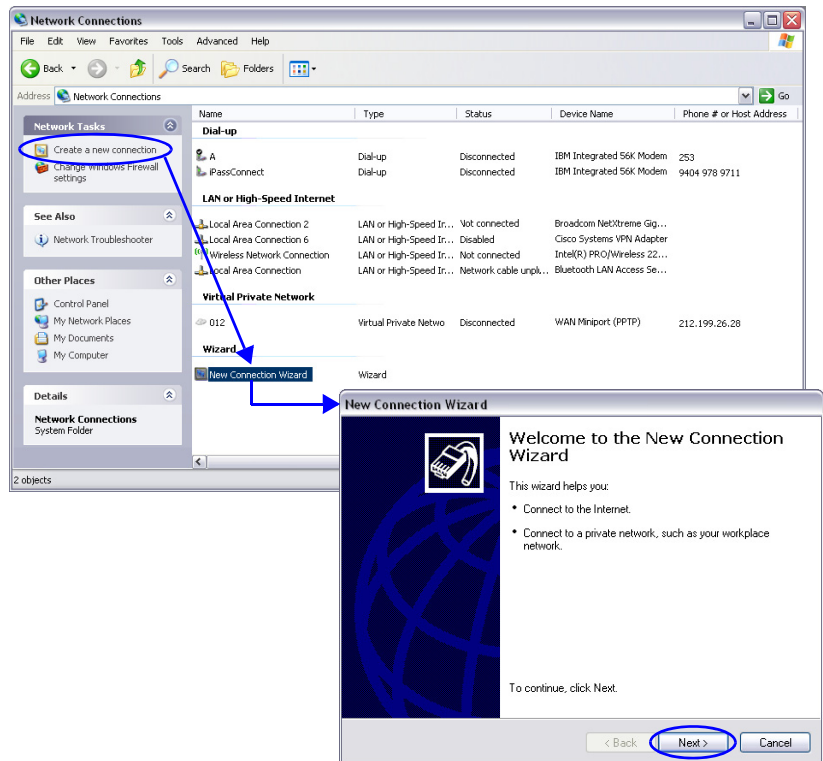 Network Connections
File Edit View Favorites Tools Advanced Help
Back Search Folders
Address Network Connections Go
Network Tasks
Create a new connection
Change Windows Firewall
settings
See Also
Network Troubleshooter
Other Places
Control Panel
My Network Places
My Documents
My Computer
Details
Network Connections
System Folder
Name Type Status Device Name Phone # or Host Address
Dial-up
A Dial-up Disconnected IBM Integrated 56K Modem 253
iPassConnect Dial-up Disconnected IBM Integrated 56K Modem 9404 978 9711
LAN or High-Speed Internet
Local Area Connection 2 LAN or High-Speed Ir... Not connected Broadcom NetXtreme Gig...
Local Area Connection 6 LAN or High-Speed Ir... Disabled Cisco Systems VPN Adapter
Wireless Network Connection LAN or High-Speed Ir... Not connected Intel(R) PRO/Wireless 22...
Local Area Connection LAN or High-Speed Ir... Network cable unpl... Bluetooth LAN Access Se...
Virtual Private Network
012 Virtual Private Netwo Disconnected WAN Miniport (PPTP) 212.199.26.28
Wizard
New Connection Wizard Wizard
2 objects
New Connection Wizard
Welcome to the New Connection
Wizard
This wizard helps you:
• Connect to the Internet.
• Connect to a private network, such as your workplace
network.
To continue, click Next.
< Back Next > Cancel